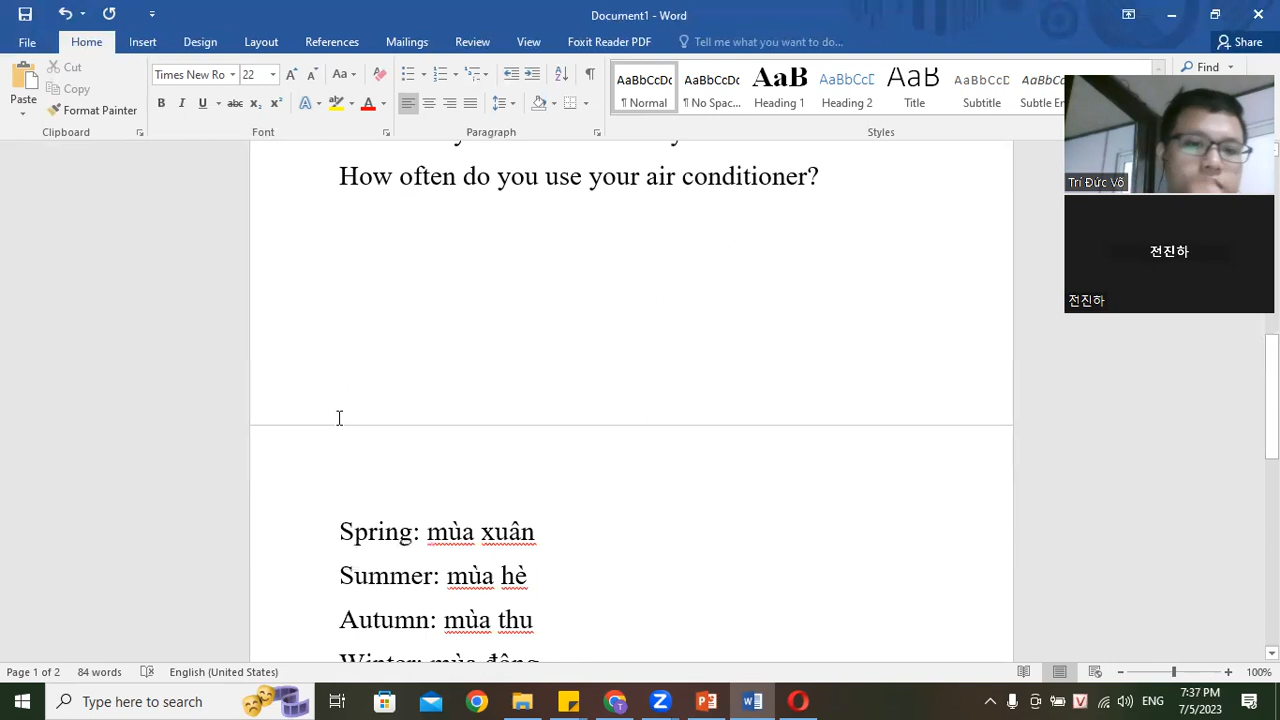 Document1 - Word
File Home Insert Design Layout References Mailings Review View Foxit Reader PDF Tell me what you want to do... Share
Paste
Cut
Copy
Format Painter
Clipboard
Times New Ro 22
Font
Paragraph
AaBbCcDc AaBbCcDc AaB AaBbCcD AaB AaBbCcD
¶ Normal ¶ No Spac... Heading Heading 2 Title Subtitle Subtle
Styles
Find
How often do you use your air conditioner?
Spring: mùa xuân
Summer: mùa hè
Autumn: mùa thu
Winter: mùa đông
Trí Đức Võ
전진하
전진하
Page 1 of 2 84 words English (United States) 100%
Type here to search
ENG
7:37 PM
7/5/2023